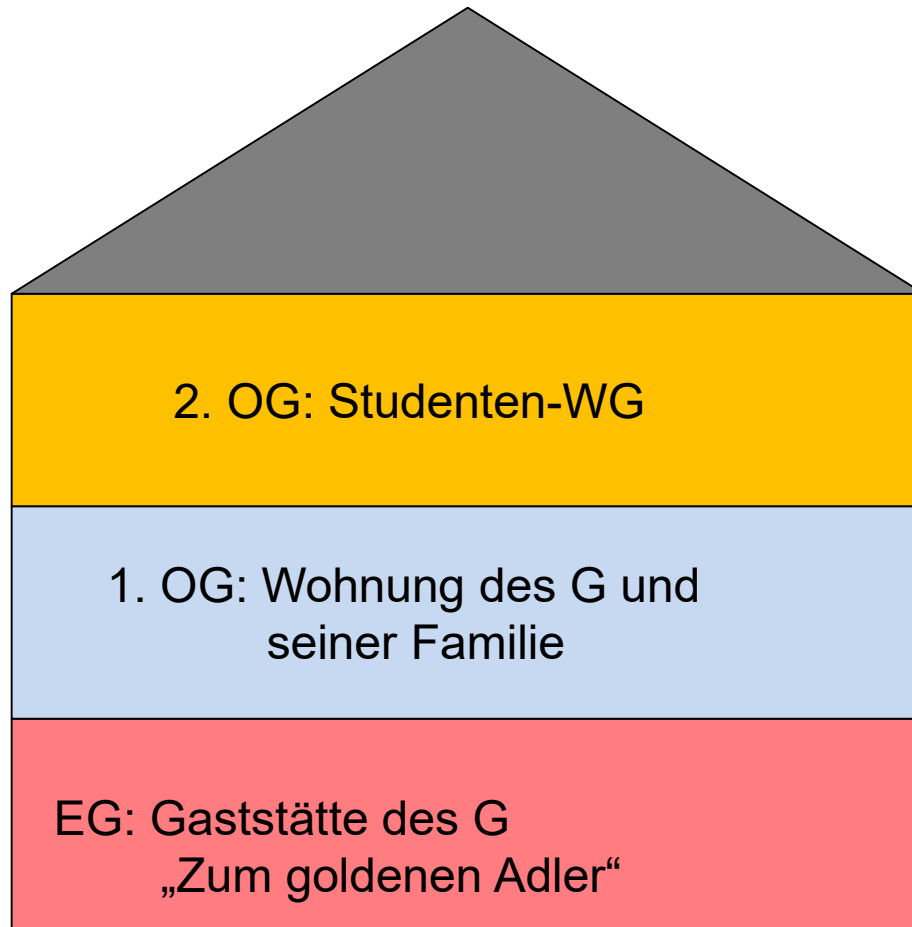 2. OG: Studenten-WG
1. OG: Wohnung des G und
seiner Familie
EG: Gaststätte des G
„Zum goldenen Adler“